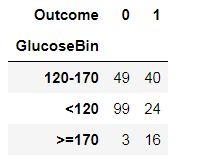 Outcome 0 1
GlucoseBin
120-170 49 40
<120 99 24
>=170 3 16